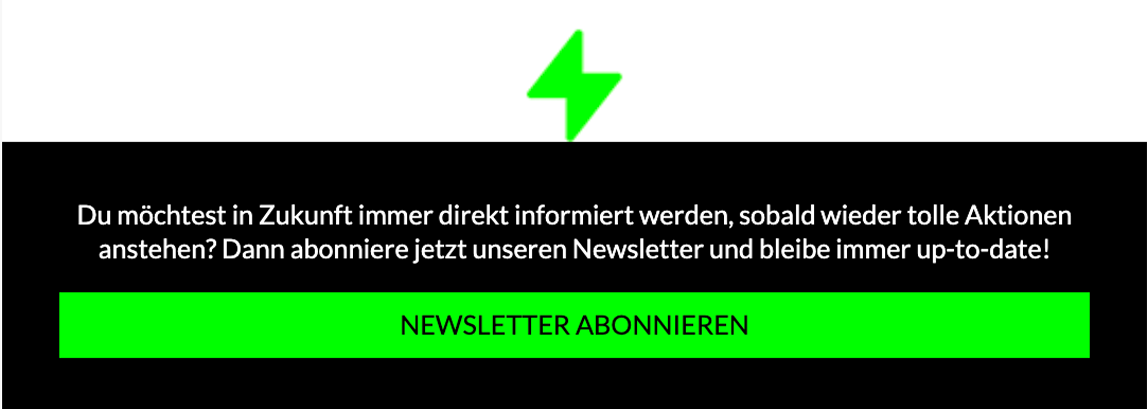 Du möchtest in Zukunft immer direkt informiert werden, sobald wieder tolle Aktionen
anstehen? Dann abonniere jetzt unseren Newsletter und bleibe immer up-to-date!
NEWSLETTER ABONNIEREN